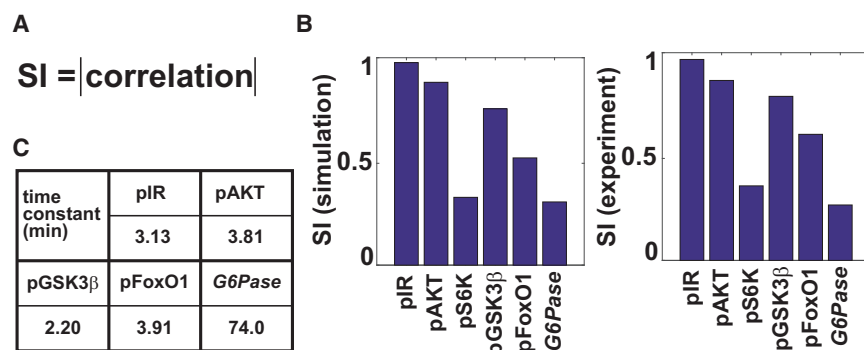 A
SI = |correlation|
C
time constant (min)
pIR
pAKT
3.13
3.81
pGSK3β
pFoxO1
G6Pase
2.20
3.91
74.0
B
SI (simulation)
1
0.5
0
pIR
pAKT
pS6K
pGSK3β
pFoxO1
G6Pase
SI (experiment)
1
0.5
0
pIR
pAKT
pS6K
pGSK3β
pFoxO1
G6Pase